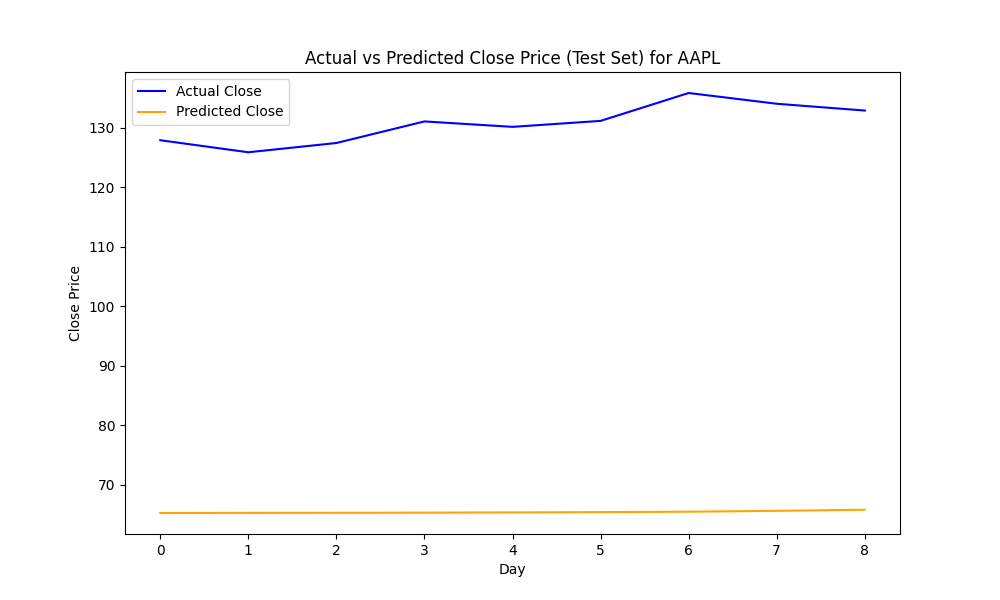 Actual vs Predicted Close Price (Test Set) for AAPL
Actual Close
Predicted Close
Close Price
130
120
110
100
90
80
70
0 1 2 3 4 5 6 7 8
Day